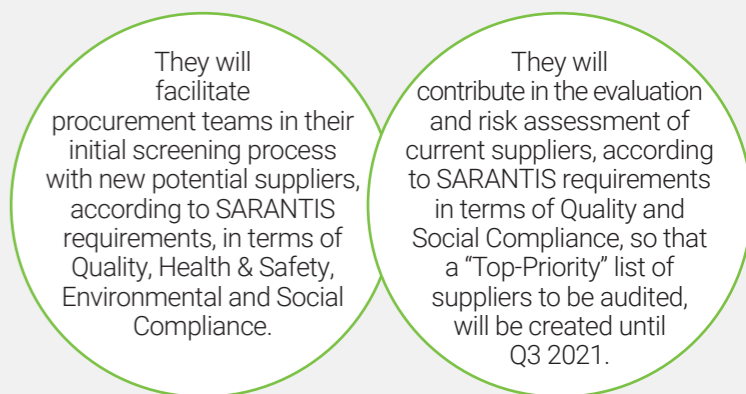 They will
facilitate
procurement teams in their
initial screening process
with new potential suppliers,
according to SARANTIS
requirements, in terms of
Quality, Health & Safety,
Environmental and Social
Compliance.
They will
contribute in the evaluation
and risk assessment of
current suppliers, according
to SARANTIS requirements
in terms of Quality and
Social Compliance, so that
a “Top-Priority” list of
suppliers to be audited,
will be created until
Q3 2021.